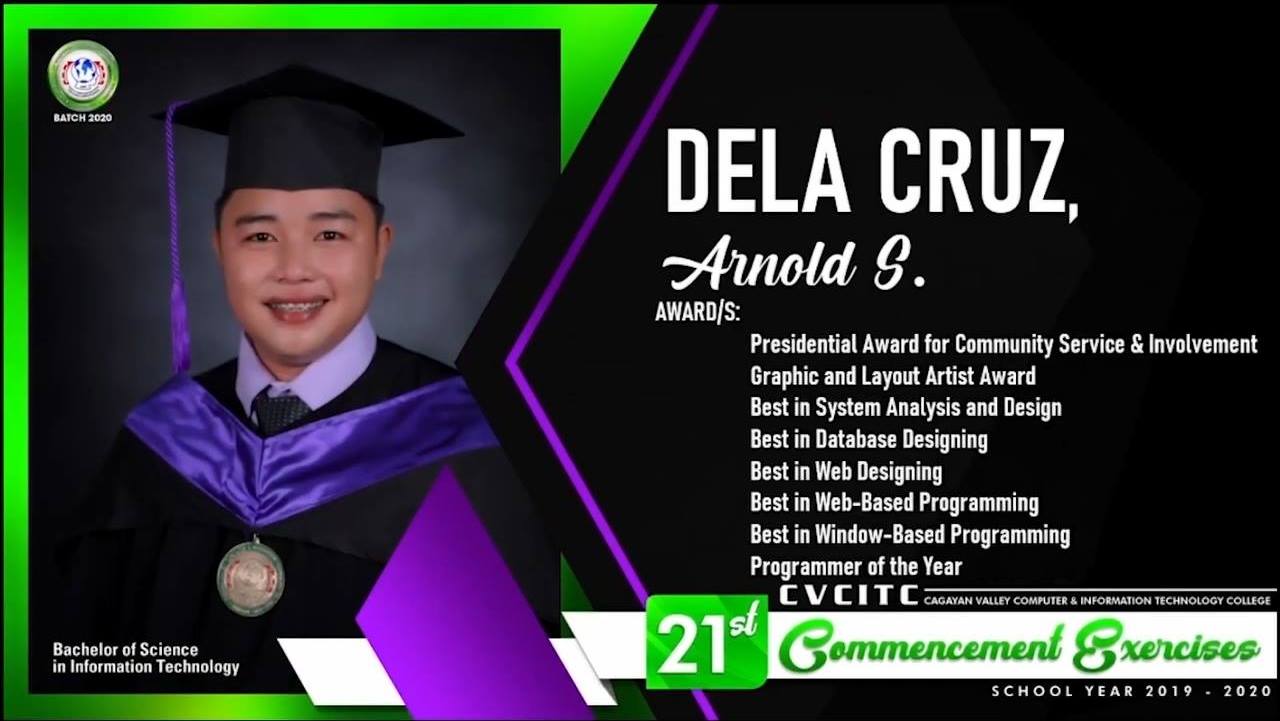 BATCH 2020
DELA CRUZ,
Arnold S.
AWARD/S:
Presidential Award for Community Service & Involvement
Graphic and Layout Artist Award
Best in System Analysis and Design
Best in Database Designing
Best in Web Designing
Best in Web-Based Programming
Best in Window-Based Programming
Programmer of the Year
CVCITC CAGAYAN VALLEY COMPUTER & INFORMATION TECHNOLOGY COLLEGE
21st Commencement Exercises
SCHOOL YEAR 2019 - 2020
Bachelor of Science
in Information Technology